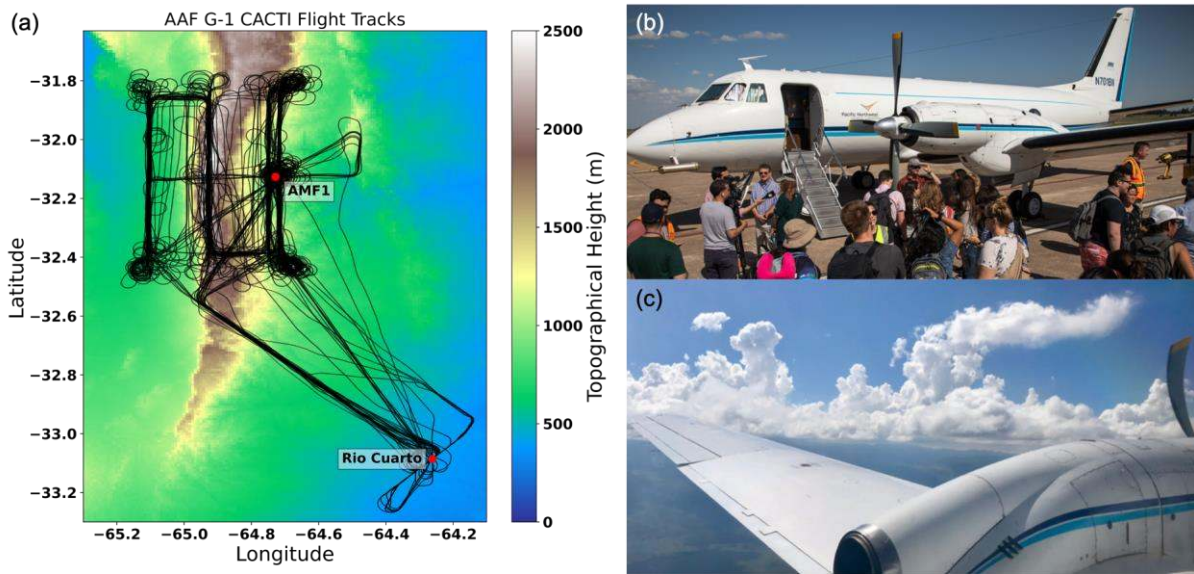 (a)
AAF G-1 CACTI Flight Tracks
Latitude
−31.8
−32.0
−32.2
−32.4
−32.6
−32.8
−33.0
−33.2
AMF1
Rio Cuarto
−65.2 −65.0 −64.8 −64.6 −64.4 −64.2
Longitude
2500
2000
1500
1000
500
0
Topographical Height (m)
(b)
N701BN
Pacific Northwest
(c)